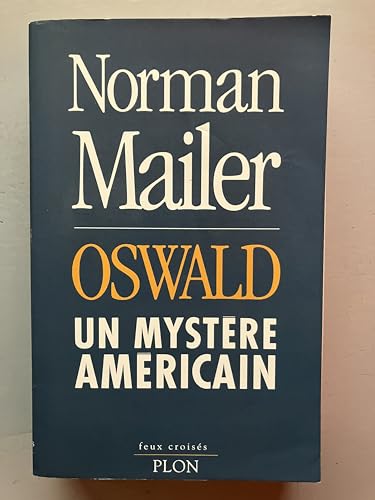 Norman
Mailer
OSWALD
UN MYSTÈRE
AMÉRICAIN
feux croisés
PLON